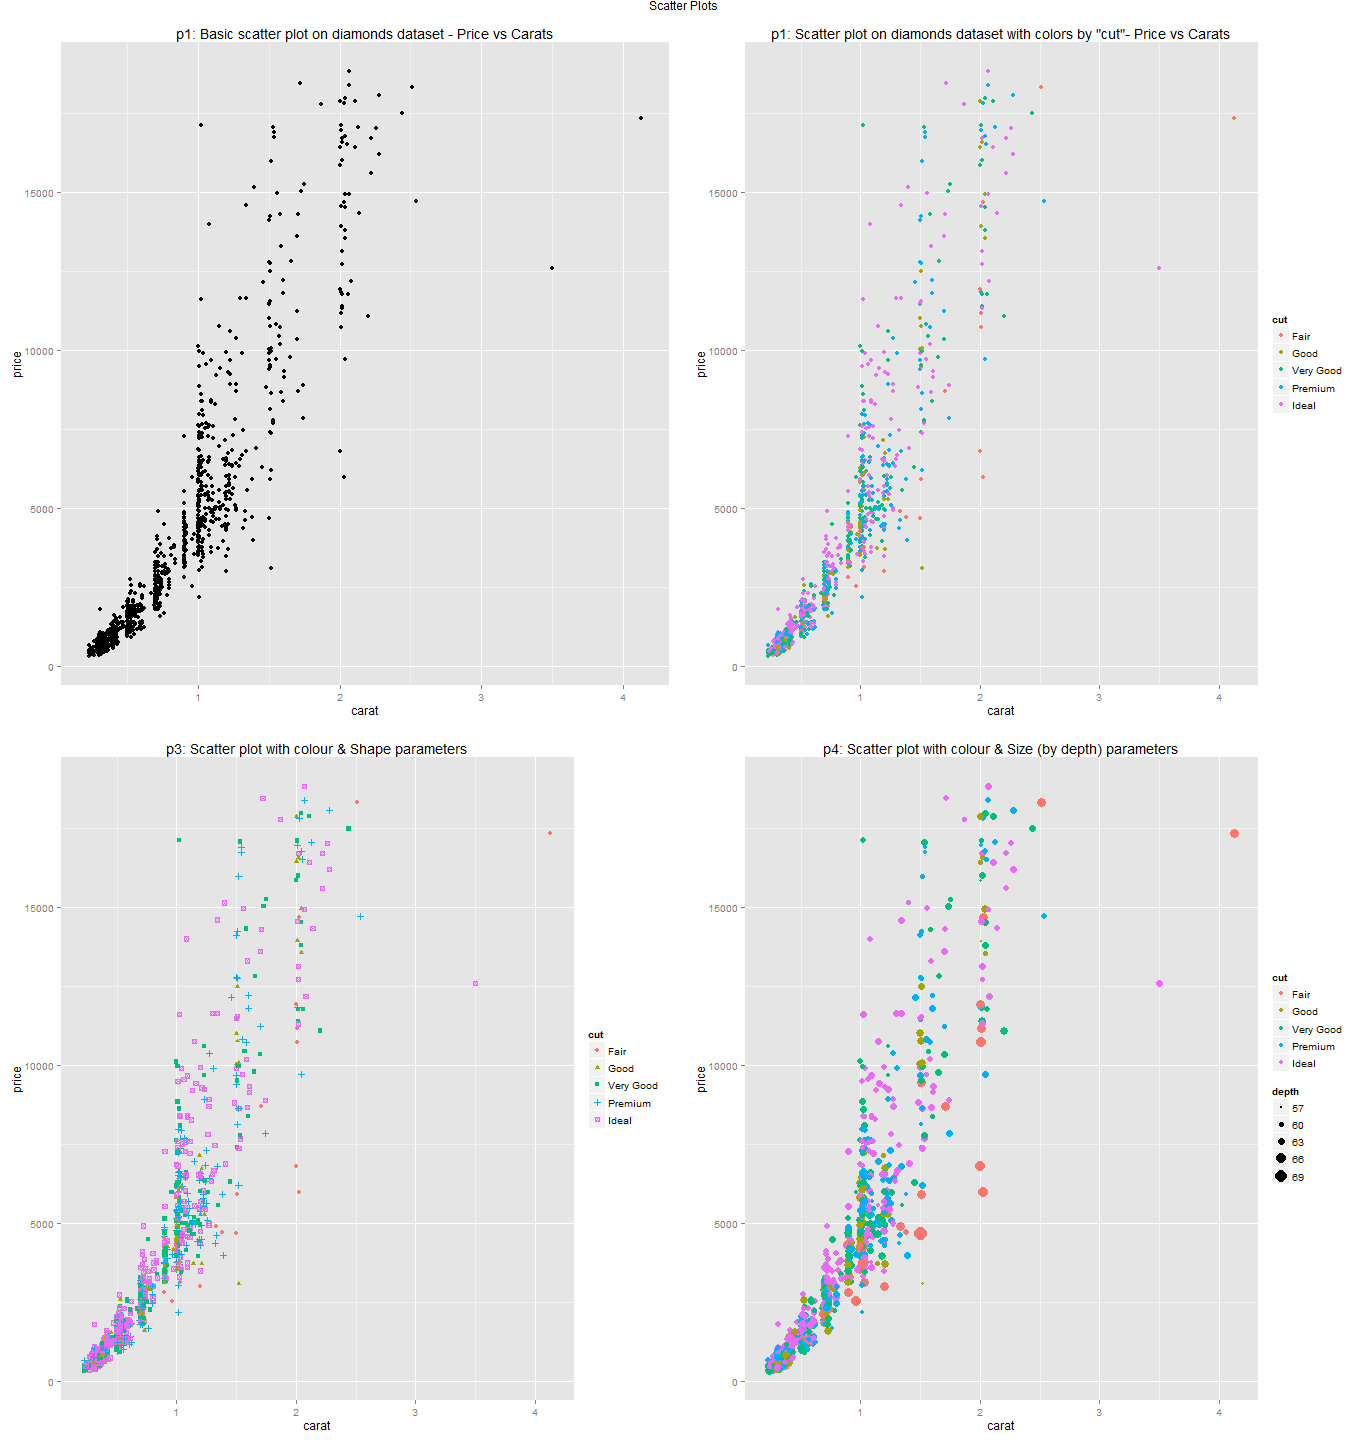 Scatter Plots
p1: Basic scatter plot on diamonds dataset - Price vs Carats
price
15000
10000
5000
0
1
2
3
4
carat
p1: Scatter plot on diamonds dataset with colors by "cut"- Price vs Carats
price
15000
10000
5000
0
1
2
3
4
carat
cut
Fair
Good
Very Good
Premium
Ideal
p3: Scatter plot with colour & Shape parameters
price
15000
10000
5000
0
1
2
3
4
carat
cut
Fair
Good
Very Good
Premium
Ideal
p4: Scatter plot with colour & Size (by depth) parameters
price
15000
10000
5000
0
1
2
3
4
carat
cut
Fair
Good
Very Good
Premium
Ideal
depth
57
60
63
66
69